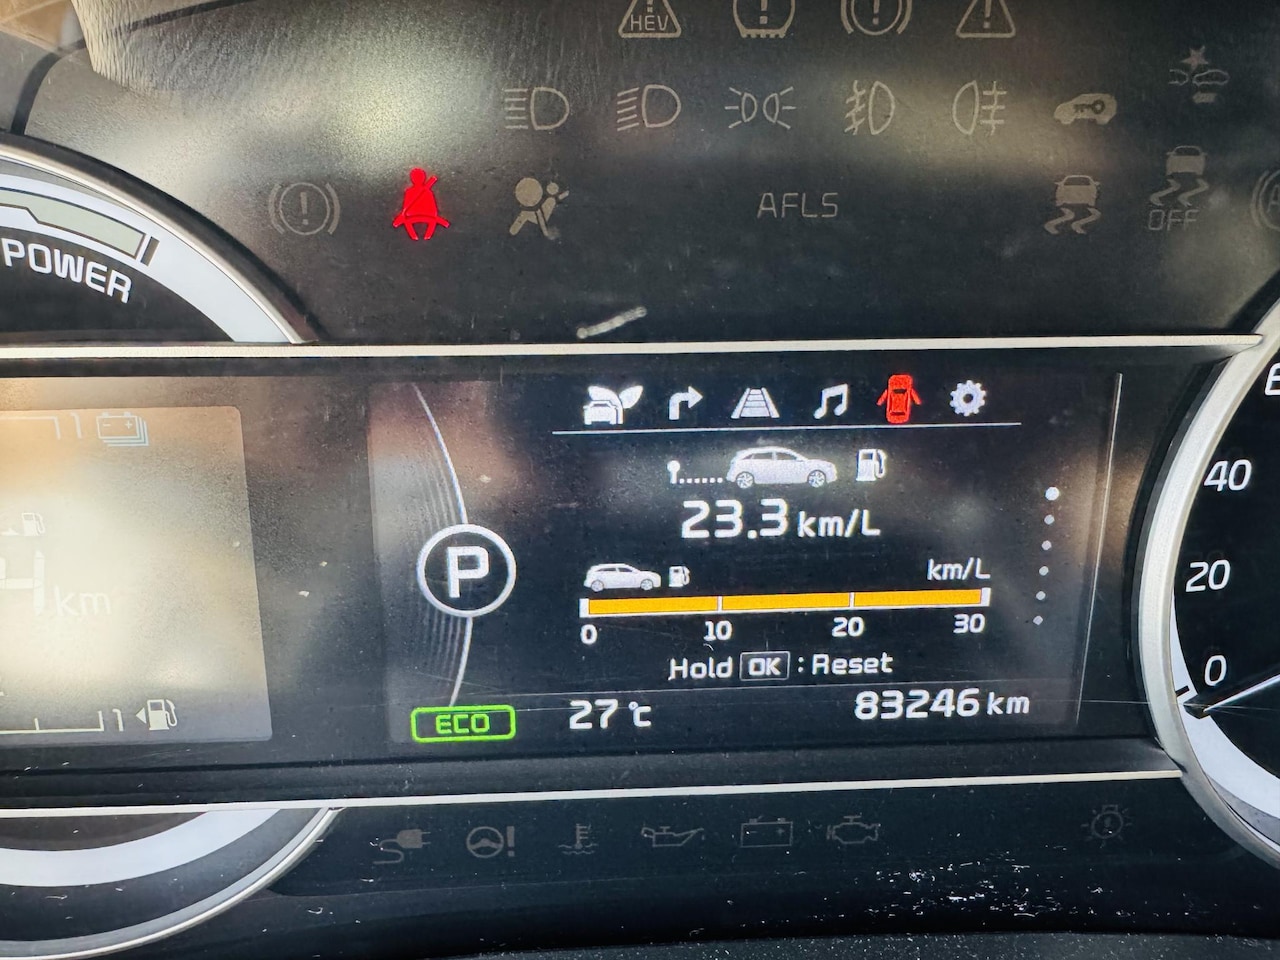 HEV
AFLS
OFF
POWER
km
P
23.3 km/L
km/L
0 10 20 30
Hold OK : Reset
ECO 27 ℃ 83246 km
40
20
0